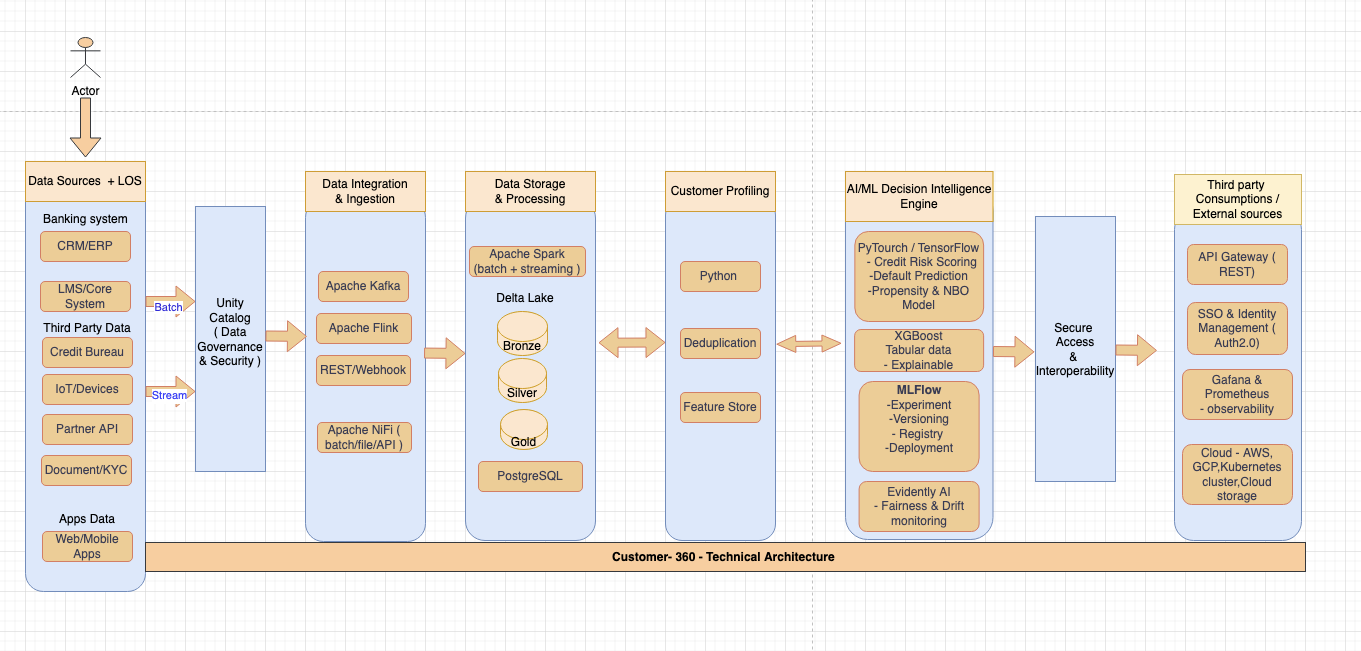 Actor
Data Sources + LOS
Banking system
CRM/ERP
LMS/Core
System
Third Party Data
Credit Bureau
IoT/Devices
Partner API
Document/KYC
Apps Data
Web/Mobile
Apps
Batch
Stream
Unity
Catalog
( Data
Governance
& Security )
Data Integration
& Ingestion
Apache Kafka
Apache Flink
REST/Webhook
Apache NiFi (
batch/file/API )
Data Storage
& Processing
Apache Spark
(batch + streaming )
Delta Lake
Bronze
Silver
Gold
PostgreSQL
Customer Profiling
Python
Deduplication
Feature Store
AI/ML Decision Intelligence
Engine
PyTourch / TensorFlow
- Credit Risk Scoring
-Default Prediction
-Propensity & NBO
Model
XGBoost
Tabular data
- Explainable
MLFlow
-Experiment
-Versioning
- Registry
-Deployment
Evidently AI
- Fairness & Drift
monitoring
Secure
Access
&
Interoperability
Third party
Consumptions /
External sources
API Gateway (
REST)
SSO & Identity
Management (
Auth2.0)
Gafana &
Prometheus
- observability
Cloud - AWS,
GCP,Kubernetes
cluster,Cloud
storage
Customer- 360 - Technical Architecture